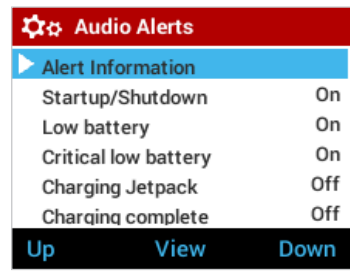 Audio Alerts
Alert Information
Startup/Shutdown On
Low battery On
Critical low battery On
Charging Jetpack Off
Charging complete Off
Up View Down